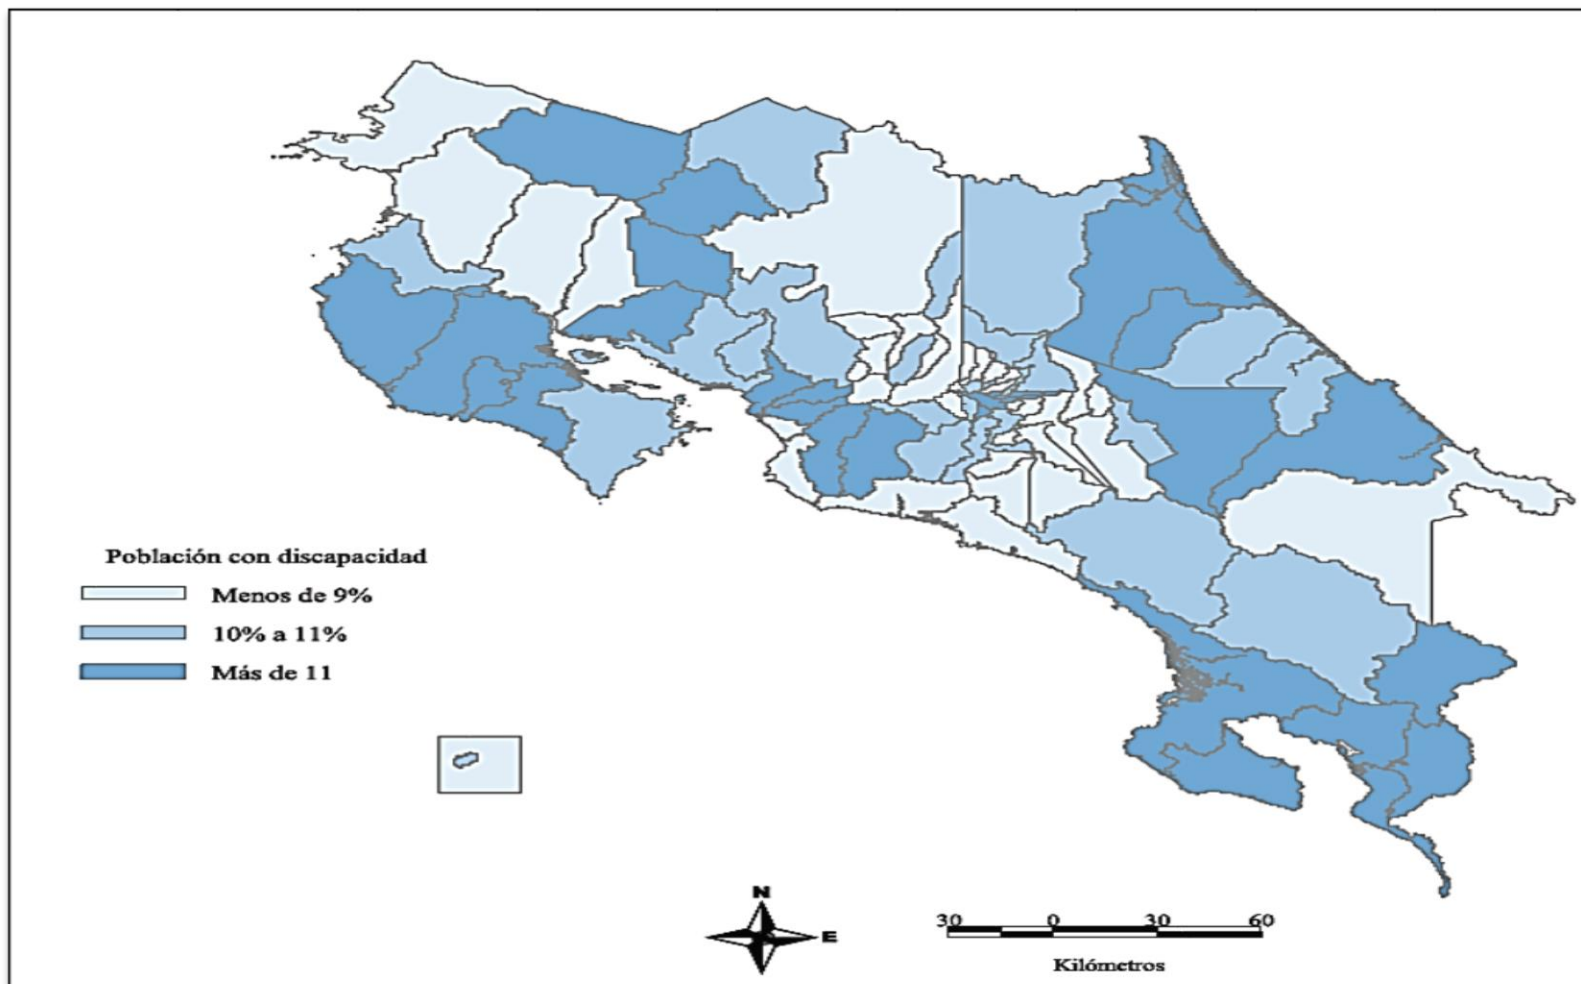 Población con discapacidad
Menos de 9%
10% a 11%
Más de 11
N
E
30 0 30 60
Kilómetros